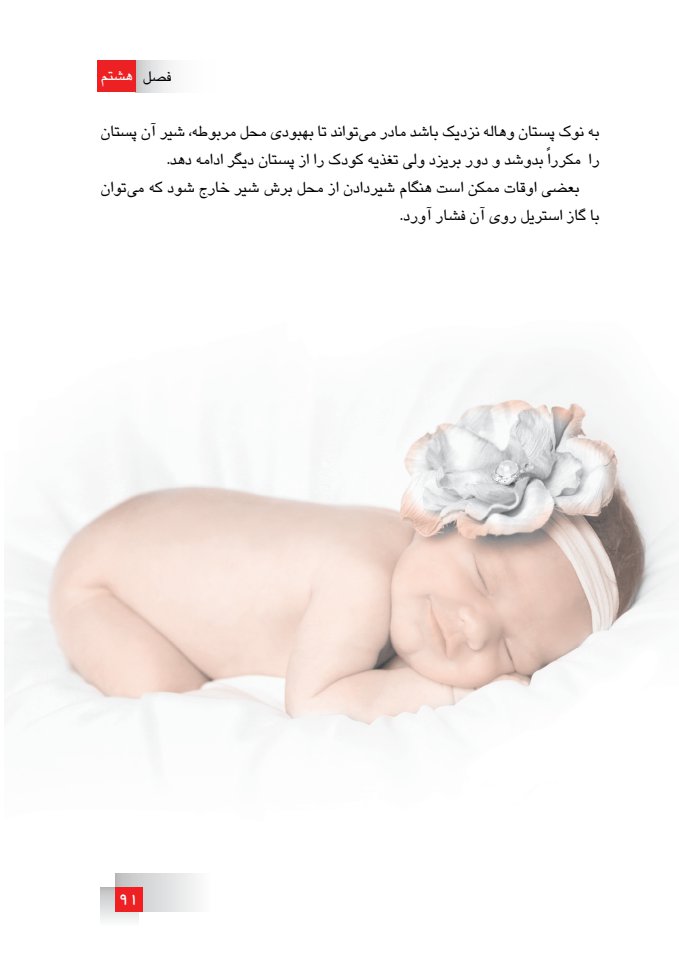 فصل هشتم
به نوک پستان وهاله نزدیک باشد مادر می‌تواند تا بهبودی محل مربوطه، شیر آن پستان
را مکرراً بدوشد و دور بریزد ولی تغذیه کودک را از پستان دیگر ادامه دهد.
بعضی اوقات ممکن است هنگام شیردادن از محل برش شیر خارج شود که می‌توان
با گاز استریل روی آن فشار آورد.
۹۱